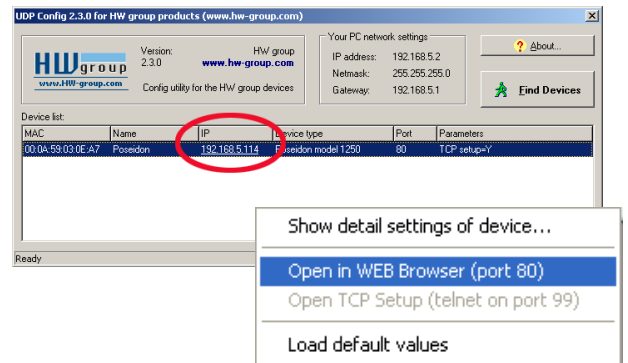 UDP Config 2.3.0 for HW group products (www.hw-group.com)
HW group
www.HW-group.com
Version: HW group
2.3.0 www.hw-group.com
Config utility for the HW group devices
Your PC network settings
IP address: 192.168.5.2
Netmask: 255.255.255.0
Gateway: 192.168.5.1
? About...
Find Devices
Device list:
MAC Name IP Device type Port Parameters
00:0A:59:03:0E:A7 Poseidon 192.168.5.114 Poseidon model 1250 80 TCP setup=Y
Ready
Show detail settings of device...
Open in WEB Browser (port 80)
Open TCP Setup (telnet on port 99)
Load default values